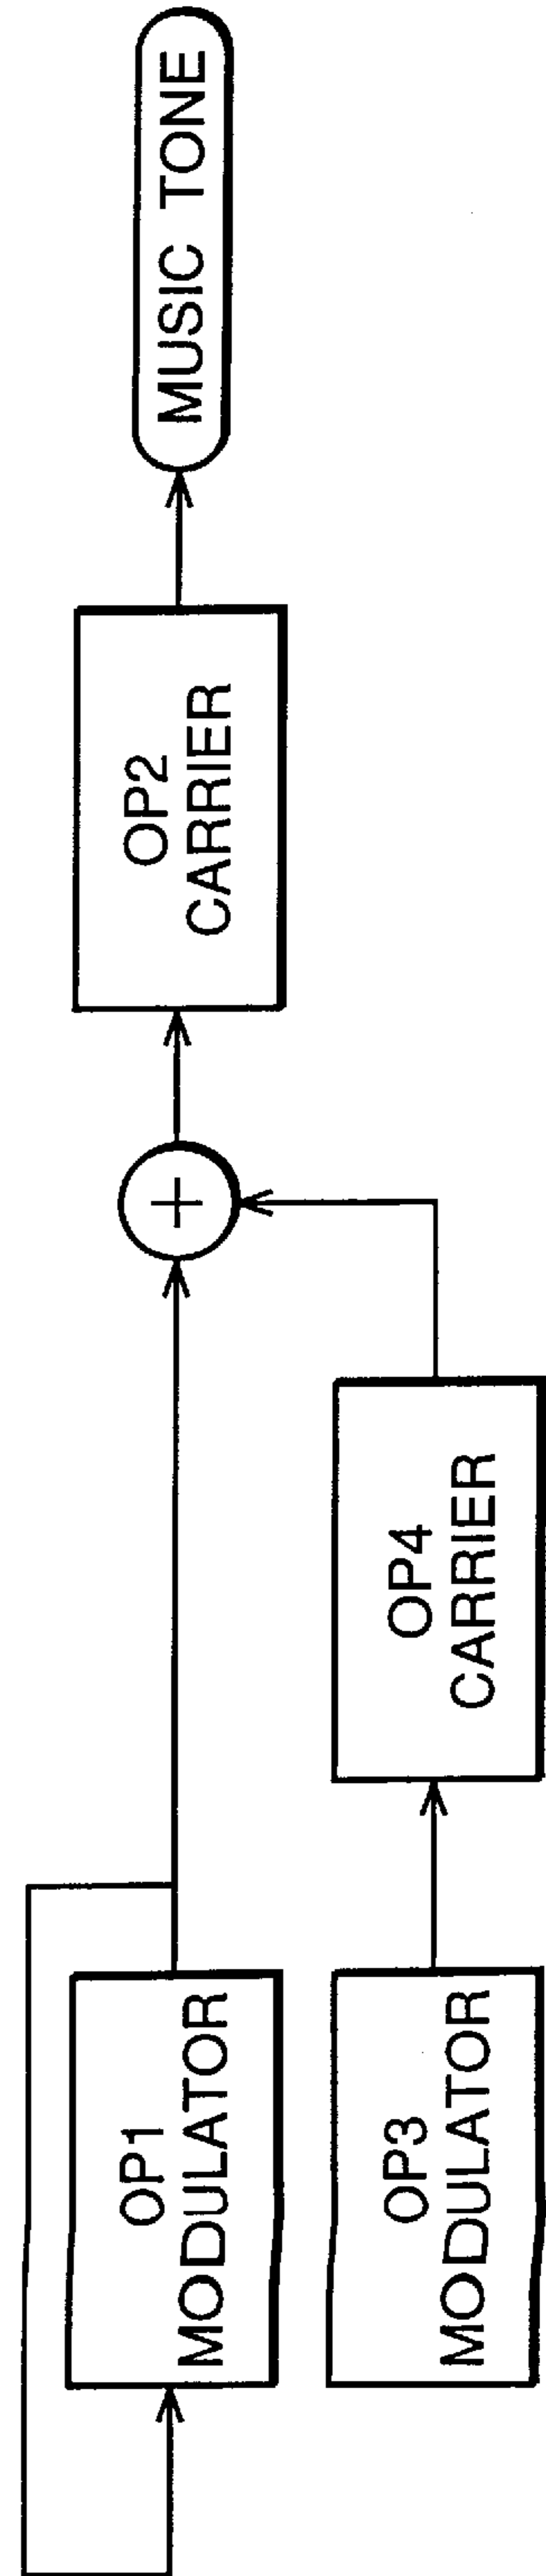 OP1
MODULATOR
+
OP2
CARRIER
MUSIC TONE
OP3
MODULATOR
OP4
CARRIER